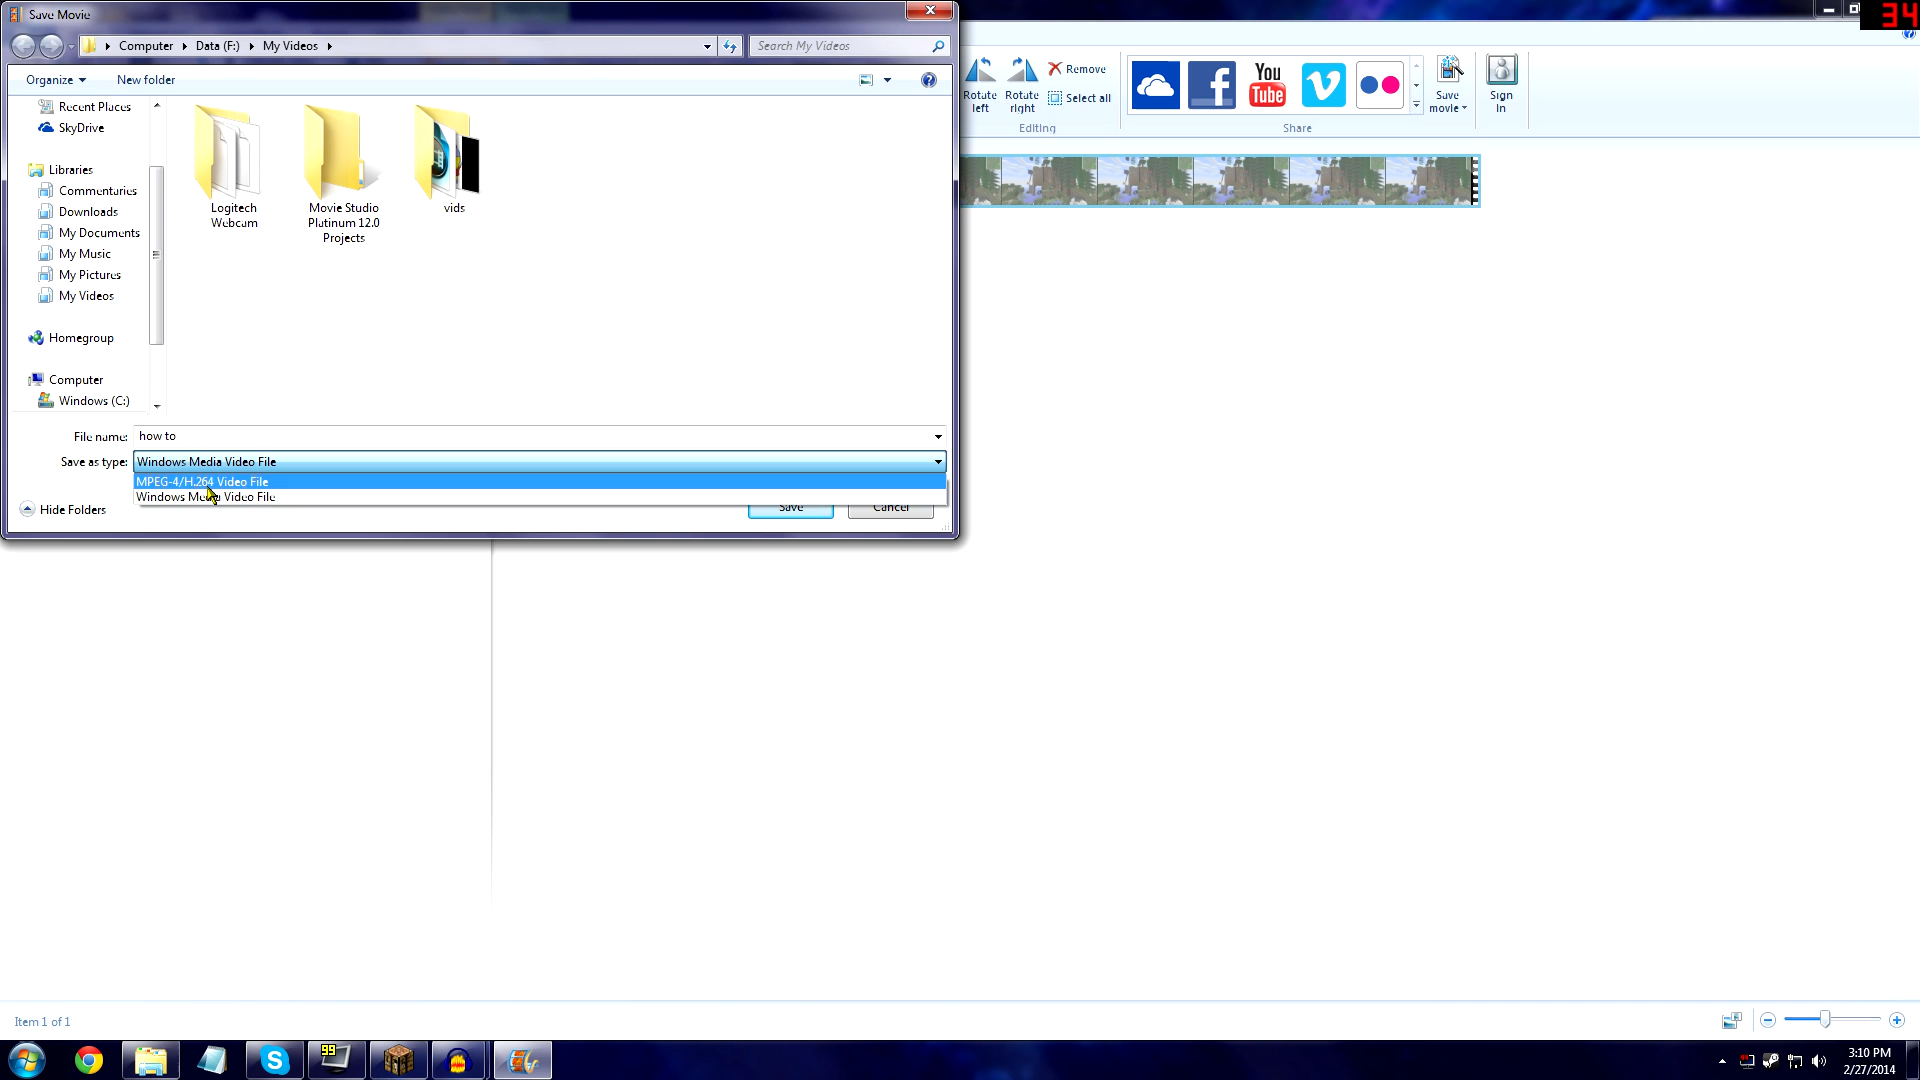 Save Movie
34
Computer
Data (F:)
My Videos
Search My Videos
Organize
New folder
Recent Places
SkyDrive
Libraries
Commentaries
Downloads
My Documents
My Music
My Pictures
My Videos
Homegroup
Computer
Windows (C:)
Logitech
Webcam
Movie Studio
Plutinum 12.0
Projects
vids
File name:
how to
Save as type:
Windows Media Video File
MPEG-4/H.264 Video File
Windows Media Video File
Hide Folders
Save
Cancel
Rotate
left
Rotate
right
Remove
Select all
Editing
You
Tube
Share
Save
movie
Sign
in
Item 1 of 1
99
3:10 PM
2/27/2014